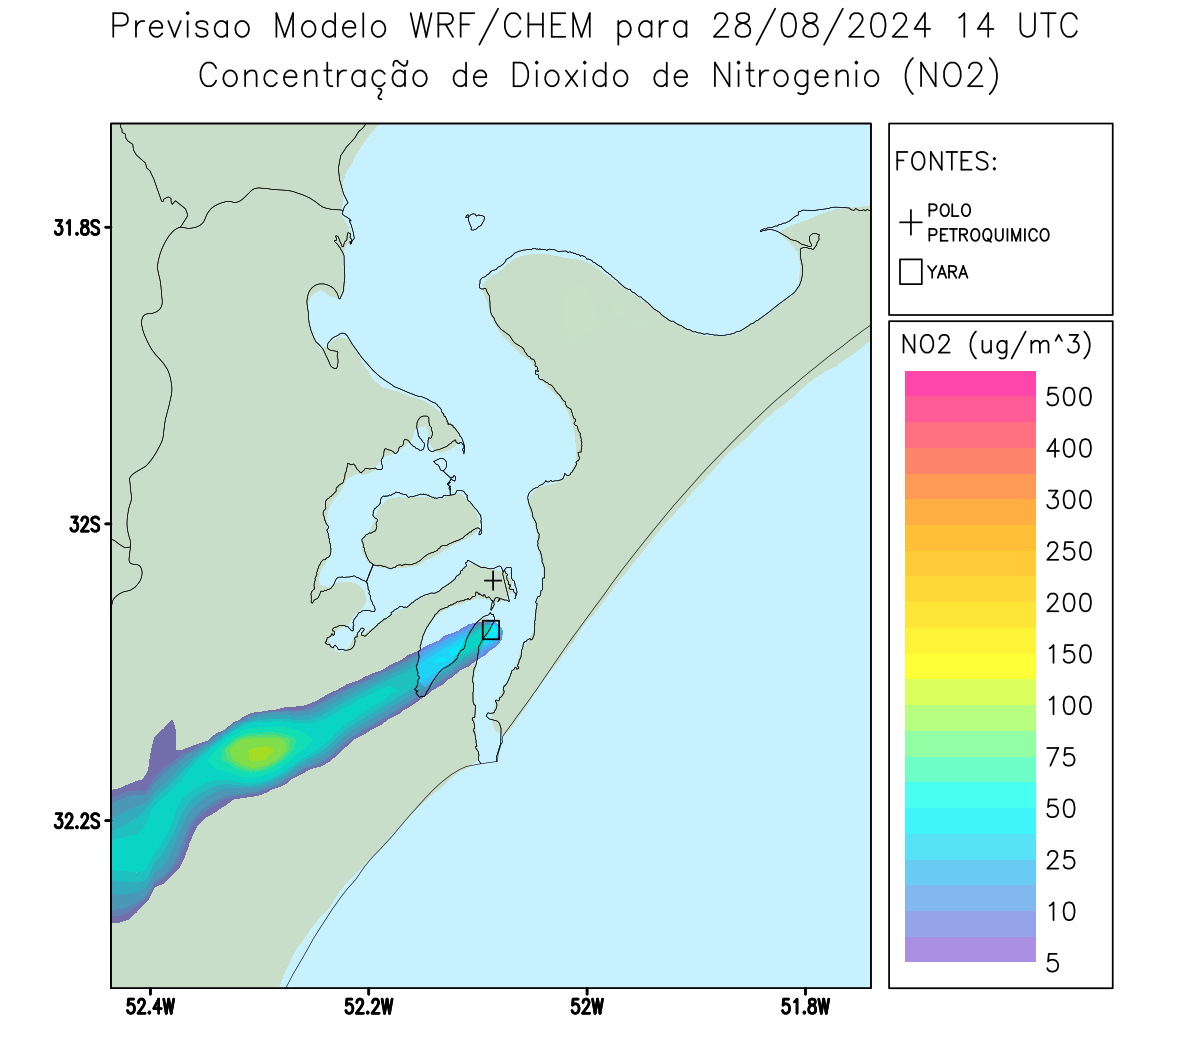 Previsao Modelo WRF/CHEM para 28/08/2024 14 UTC
Concentração de Dioxido de Nitrogenio (NO2)
FONTES:
POLO
PETROQUIMICO
YARA
NO2 (ug/m^3)
500
400
300
250
200
150
100
75
50
25
10
5
31.8S
32S
32.2S
52.4W
52.2W
52W
51.8W